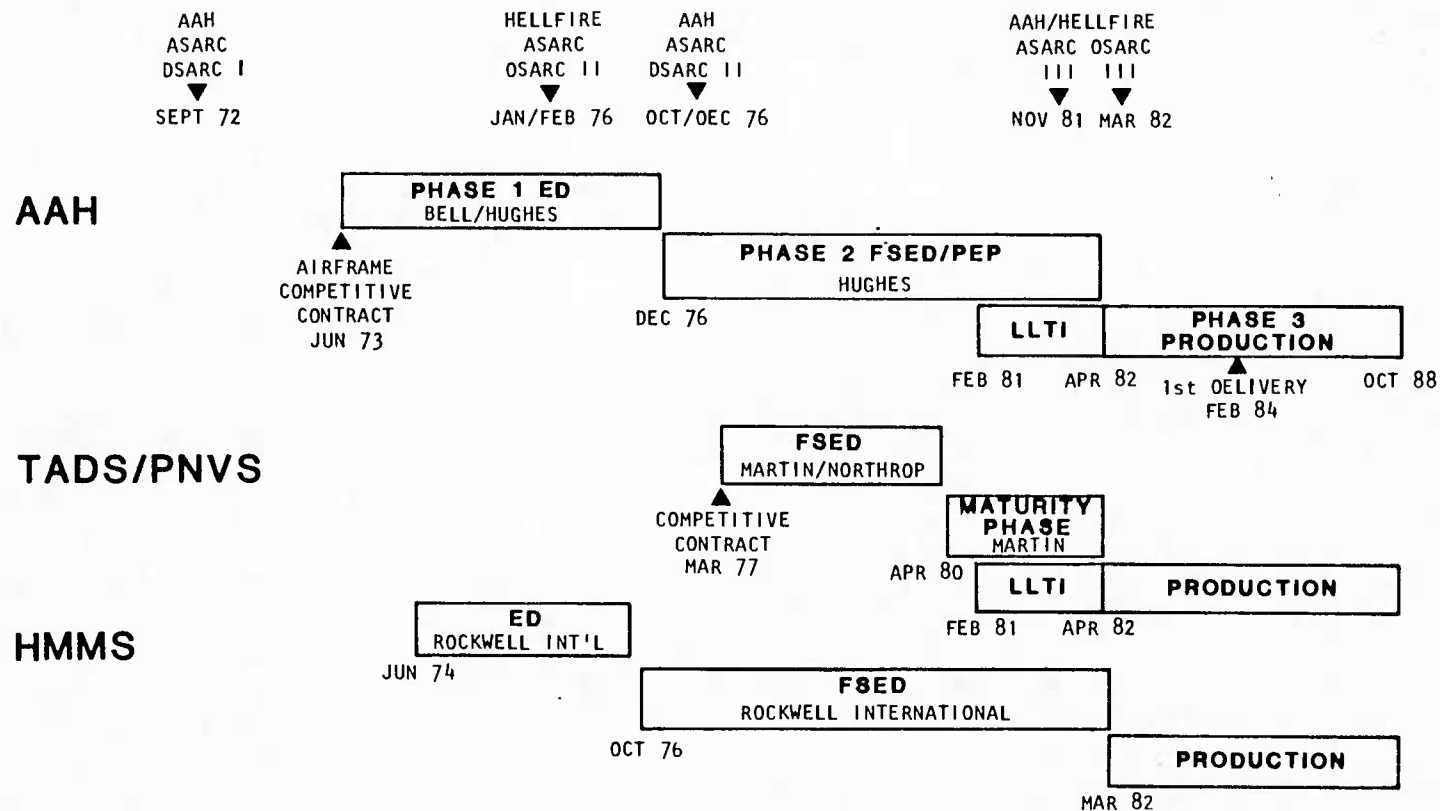 AAH
ASARC
DSARC I
SEPT 72
HELLFIRE
ASARC
OSARC II
JAN/FEB 76
AAH
ASARC
DSARC II
OCT/OEC 76
AAH/HELLFIRE
ASARC OSARC
III III
NOV 81 MAR 82
AAH
PHASE 1 ED
BELL/HUGHES
AIRFRAME
COMPETITIVE
CONTRACT
JUN 73
PHASE 2 FSED/PEP
HUGHES
DEC 76
LLTI
PHASE 3
PRODUCTION
FEB 81
APR 82
1st OELIVERY
FEB 84
OCT 88
TADS/PNVS
FSED
MARTIN/NORTHROP
COMPETITIVE
CONTRACT
MAR 77
MATURITY
PHASE
MARTIN
APR 80
LLTI
PRODUCTION
FEB 81
APR 82
HMMS
ED
ROCKWELL INT'L
JUN 74
FSED
ROCKWELL INTERNATIONAL
OCT 76
PRODUCTION
MAR 82